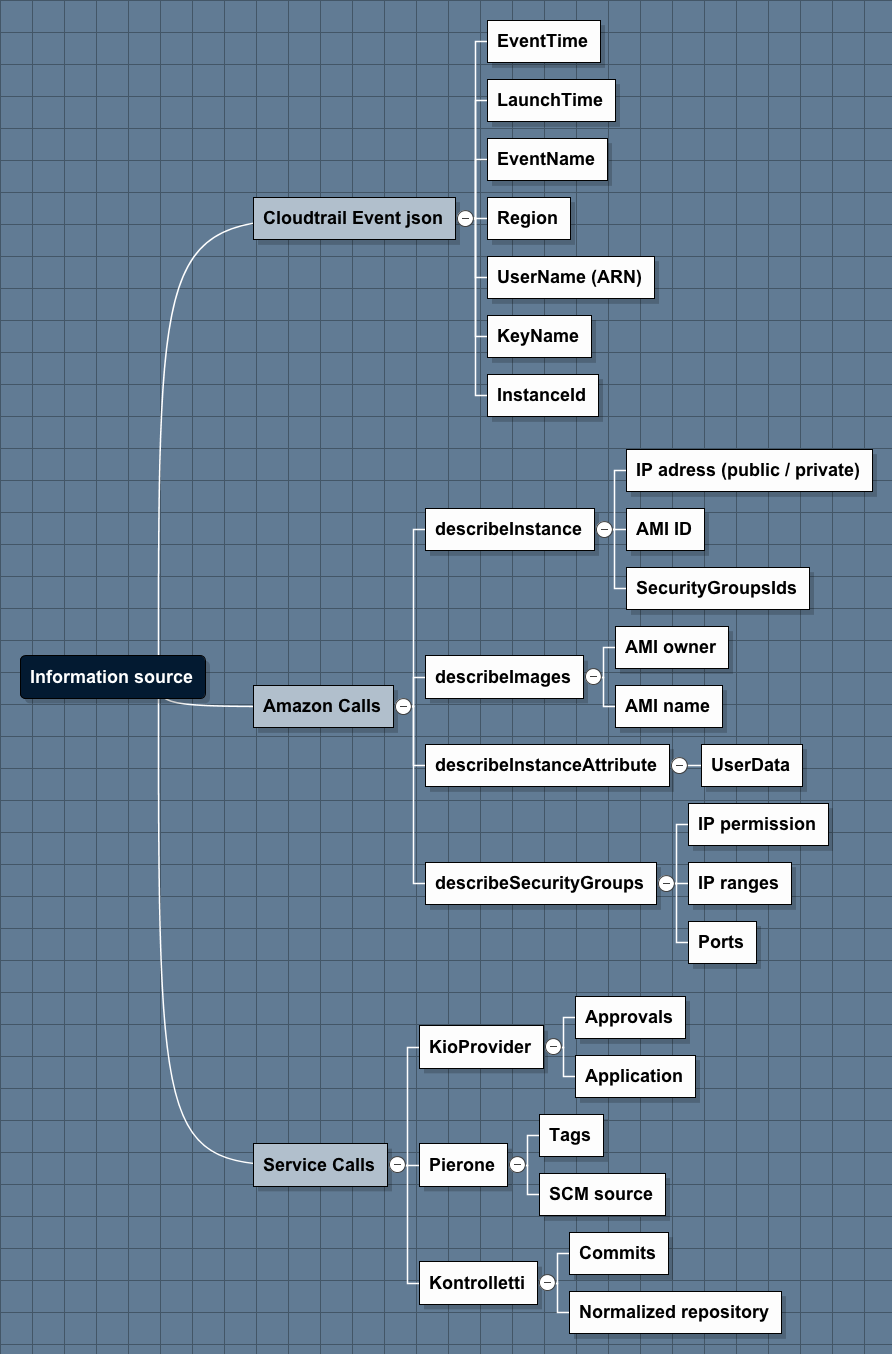 Information source
Cloudtrail Event json
EventTime
LaunchTime
EventName
Region
UserName (ARN)
KeyName
InstanceId
Amazon Calls
describeInstance
IP adress (public / private)
AMI ID
SecurityGroupsIds
describeImages
AMI owner
AMI name
describeInstanceAttribute
UserData
describeSecurityGroups
IP permission
IP ranges
Ports
Service Calls
KioProvider
Approvals
Application
Pierone
Tags
SCM source
Kontrolletti
Commits
Normalized repository